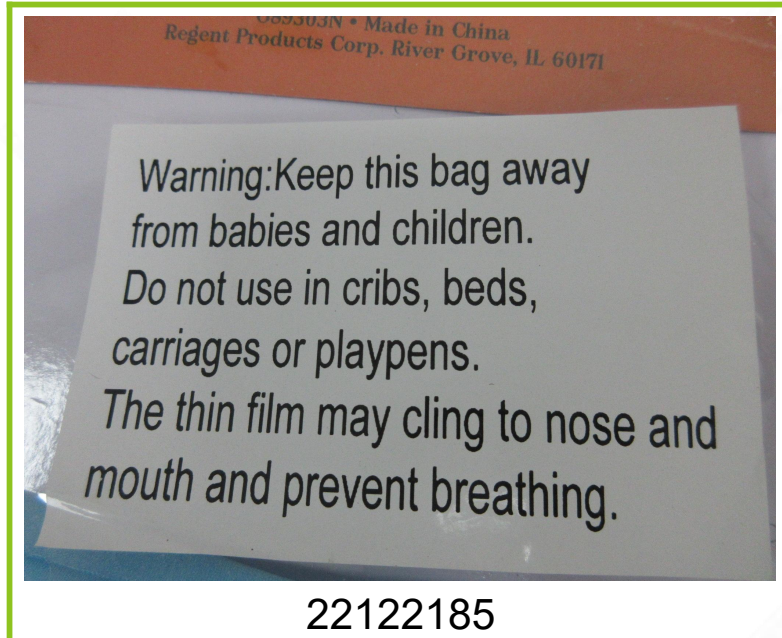 G89303N • Made in China
Regent Products Corp. River Grove, IL 60171
Warning:Keep this bag away
from babies and children.
Do not use in cribs, beds,
carriages or playpens.
The thin film may cling to nose and
mouth and prevent breathing.
22122185